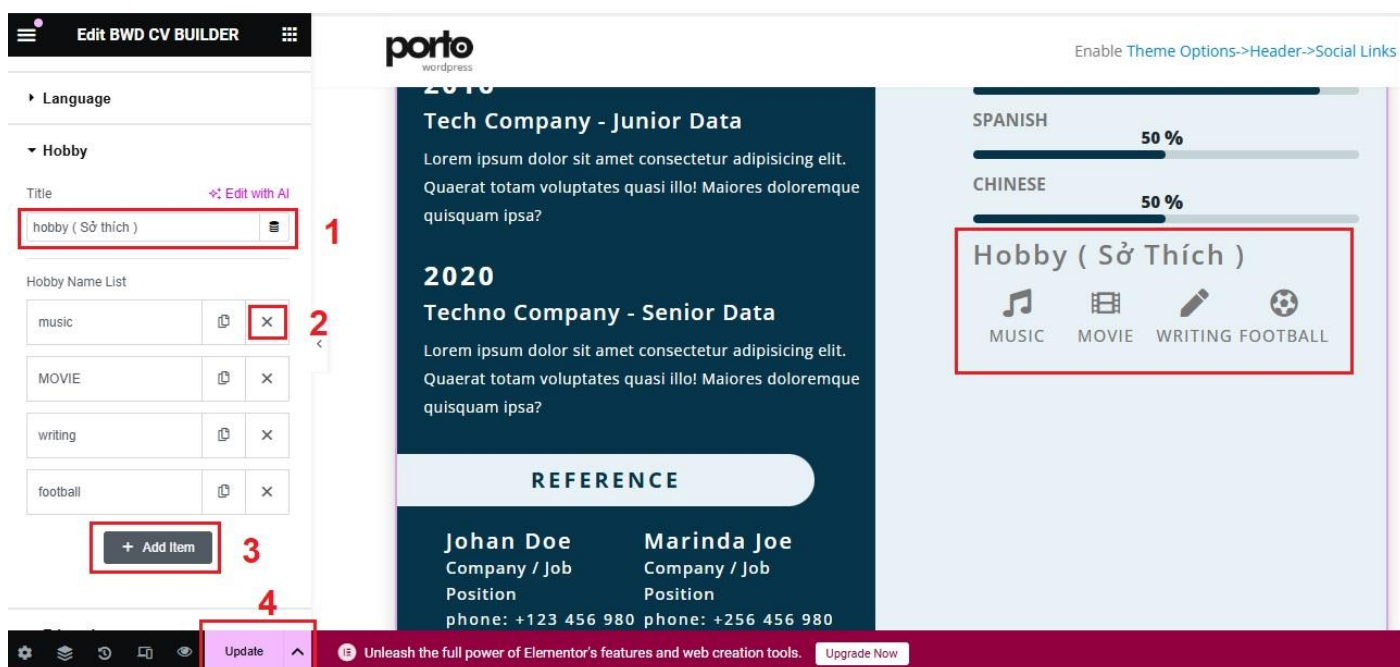 Edit BWD CV BUILDER
Language
Hobby
Title
Edit with AI
hobby ( Sở thích )
1
Hobby Name List
music
2
MOVIE
writing
football
+ Add Item
3
4
Update
porto
wordpress
Enable Theme Options->Header->Social Links
Tech Company - Junior Data
Lorem ipsum dolor sit amet consectetur adipisicing elit.
Quaerat totam voluptates quasi illo! Maiores doloremque
quisquam ipsa?
2020
Techno Company - Senior Data
Lorem ipsum dolor sit amet consectetur adipisicing elit.
Quaerat totam voluptates quasi illo! Maiores doloremque
quisquam ipsa?
REFERENCE
Johan Doe
Company / Job
Position
phone: +123 456 980
Marinda Joe
Company / Job
Position
phone: +256 456 980
SPANISH
50 %
CHINESE
50 %
Hobby ( Sở Thích )
MUSIC MOVIE WRITING FOOTBALL
Unleash the full power of Elementor's features and web creation tools.
Upgrade Now